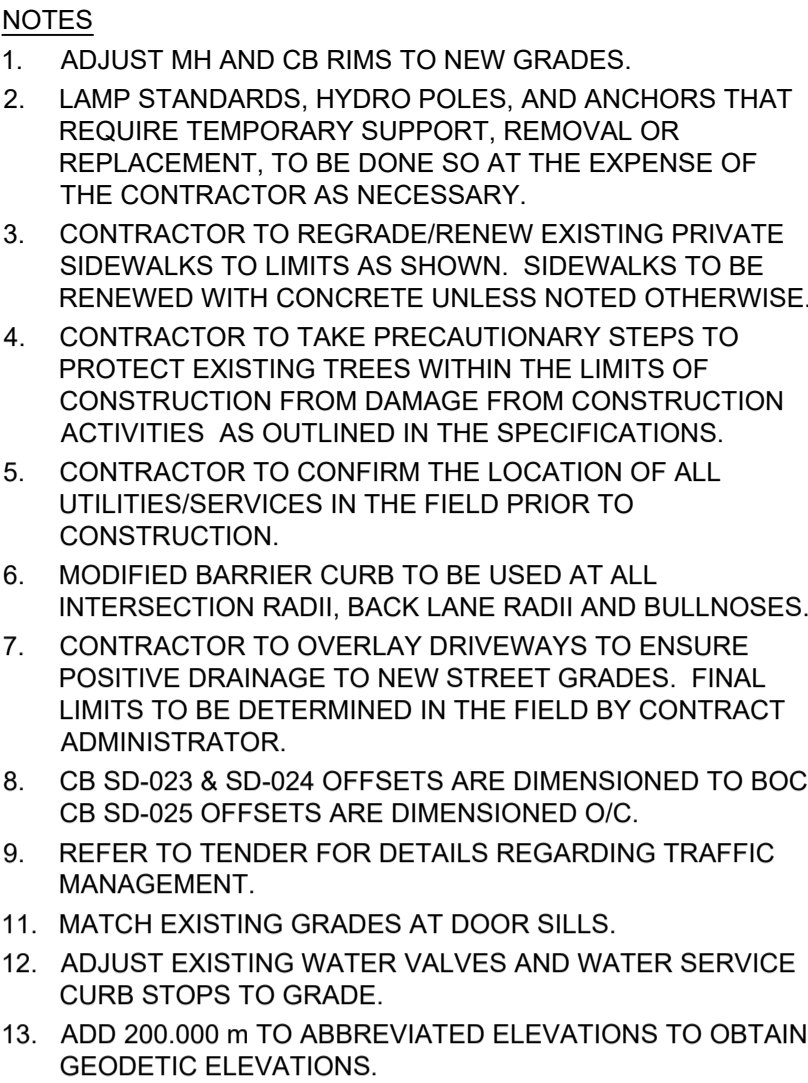 NOTES
1. ADJUST MH AND CB RIMS TO NEW GRADES.
2. LAMP STANDARDS, HYDRO POLES, AND ANCHORS THAT
REQUIRE TEMPORARY SUPPORT, REMOVAL OR
REPLACEMENT, TO BE DONE SO AT THE EXPENSE OF
THE CONTRACTOR AS NECESSARY.
3. CONTRACTOR TO REGRADE/RENEW EXISTING PRIVATE
SIDEWALKS TO LIMITS AS SHOWN. SIDEWALKS TO BE
RENEWED WITH CONCRETE UNLESS NOTED OTHERWISE.
4. CONTRACTOR TO TAKE PRECAUTIONARY STEPS TO
PROTECT EXISTING TREES WITHIN THE LIMITS OF
CONSTRUCTION FROM DAMAGE FROM CONSTRUCTION
ACTIVITIES AS OUTLINED IN THE SPECIFICATIONS.
5. CONTRACTOR TO CONFIRM THE LOCATION OF ALL
UTILITIES/SERVICES IN THE FIELD PRIOR TO
CONSTRUCTION.
6. MODIFIED BARRIER CURB TO BE USED AT ALL
INTERSECTION RADII, BACK LANE RADII AND BULLNOSES.
7. CONTRACTOR TO OVERLAY DRIVEWAYS TO ENSURE
POSITIVE DRAINAGE TO NEW STREET GRADES. FINAL
LIMITS TO BE DETERMINED IN THE FIELD BY CONTRACT
ADMINISTRATOR.
8. CB SD-023 & SD-024 OFFSETS ARE DIMENSIONED TO BOC
CB SD-025 OFFSETS ARE DIMENSIONED O/C.
9. REFER TO TENDER FOR DETAILS REGARDING TRAFFIC
MANAGEMENT.
11. MATCH EXISTING GRADES AT DOOR SILLS.
12. ADJUST EXISTING WATER VALVES AND WATER SERVICE
CURB STOPS TO GRADE.
13. ADD 200.000 m TO ABBREVIATED ELEVATIONS TO OBTAIN
GEODETIC ELEVATIONS.